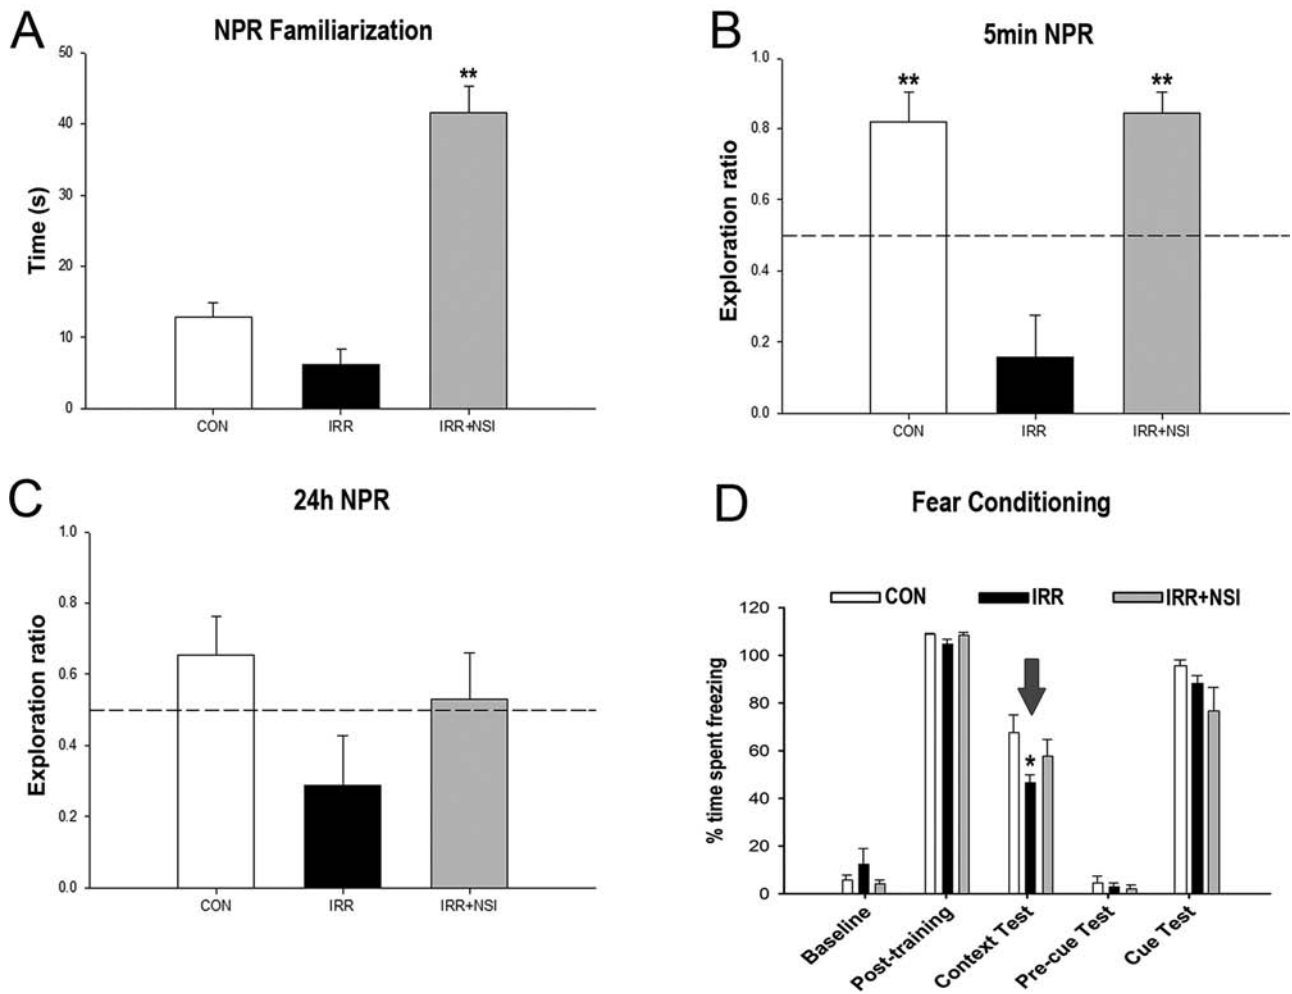 A
NPR Familiarization
50
40
30
20
10
0
Time (s)
**
CON
IRR
IRR+NSI
B
5min NPR
1.0
0.8
0.6
0.4
0.2
0.0
Exploration ratio
**
**
CON
IRR
IRR+NSI
C
24h NPR
1.0
0.8
0.6
0.4
0.2
0.0
Exploration ratio
CON
IRR
IRR+NSI
D
Fear Conditioning
CON
IRR
IRR+NSI
120
100
80
60
40
20
0
% time spent freezing
*
Baseline
Post-training
Context Test
Pre-cue Test
Cue Test